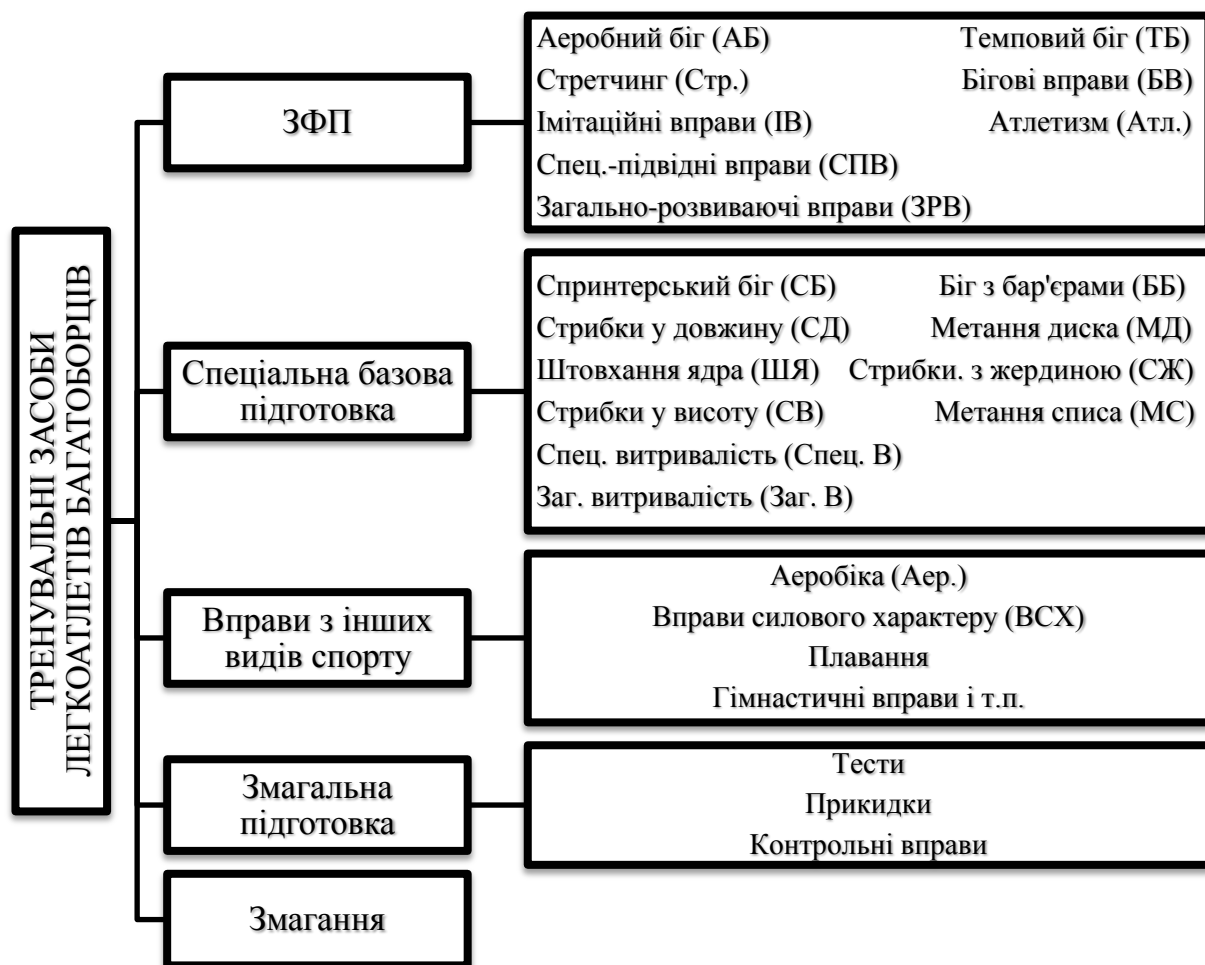 ТРЕНУВАЛЬНІ ЗАСОБИ
ЛЕГКОАТЛЕТІВ БАГАТОБОРЦІВ
ЗФП
Аеробний біг (АБ) Темповий біг (ТБ)
Стретчинг (Стр.) Бігові вправи (БВ)
Імітаційні вправи (ІВ) Атлетизм (Атл.)
Спец.-підвідні вправи (СПВ)
Загально-розвиваючі вправи (ЗРВ)
Спеціальна базова
підготовка
Спринтерський біг (СБ) Біг з бар'єрами (ББ)
Стрибки у довжину (СД) Метання диска (МД)
Штовхання ядра (ШЯ) Стрибки. з жердиною (СЖ)
Стрибки у висоту (СВ) Метання списа (МС)
Спец. витривалість (Спец. В)
Заг. витривалість (Заг. В)
Вправи з інших
видів спорту
Аеробіка (Аер.)
Вправи силового характеру (ВСХ)
Плавання
Гімнастичні вправи і т.п.
Змагальна
підготовка
Тести
Прикидки
Контрольні вправи
Змагання